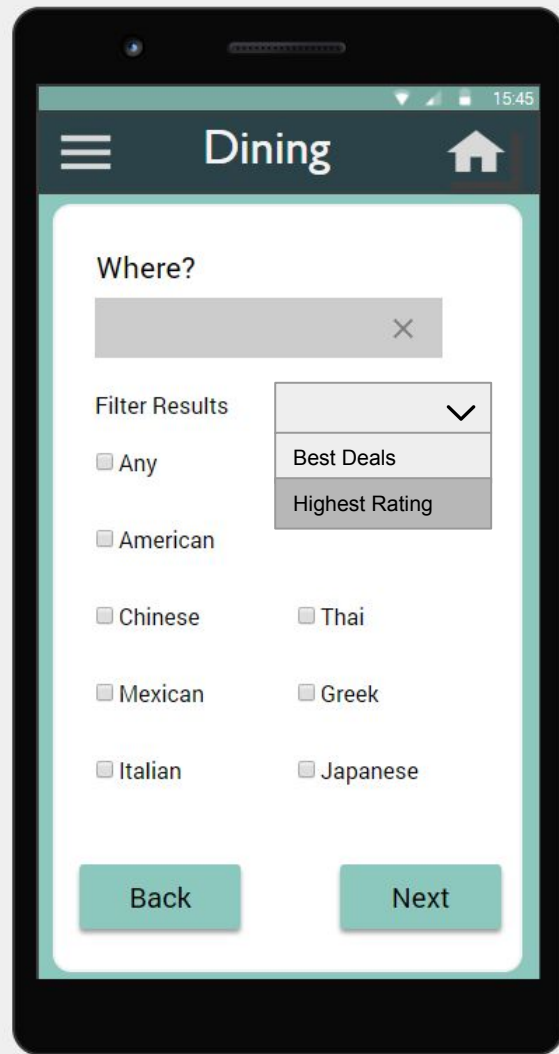 15:45
Dining
Where?
Filter Results
Best Deals
Any
Highest Rating
American
Chinese Thai
Mexican Greek
Italian Japanese
Back Next